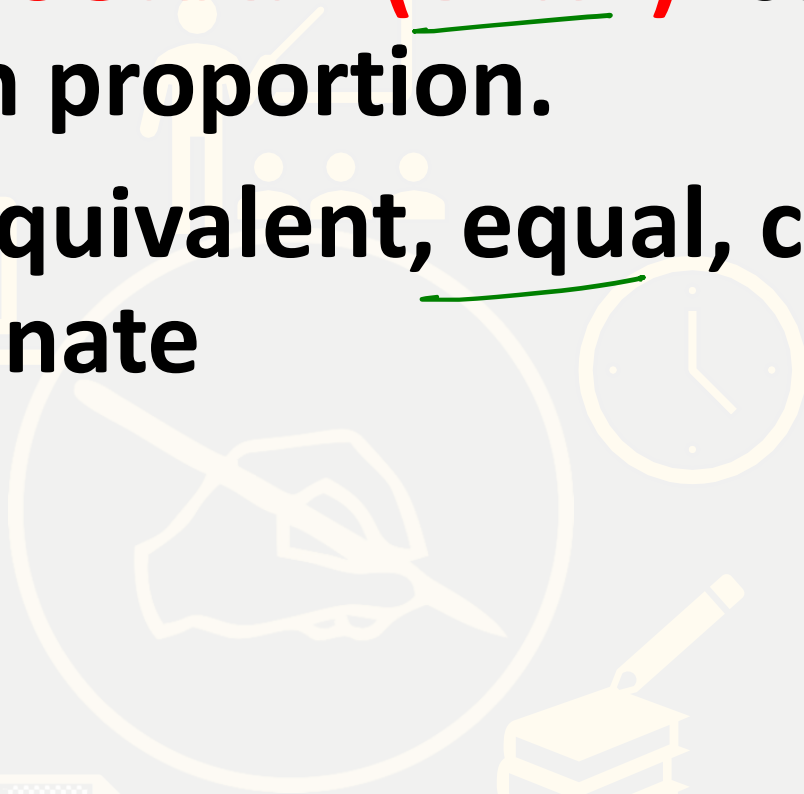 proportion.
quivalent, equal, c
nate